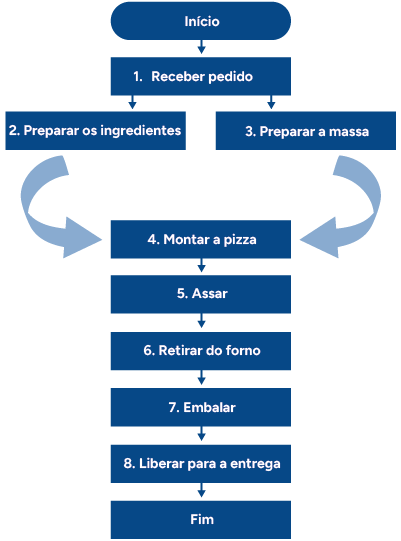 Início
1. Receber pedido
2. Preparar os ingredientes
3. Preparar a massa
4. Montar a pizza
5. Assar
6. Retirar do forno
7. Embalar
8. Liberar para a entrega
Fim